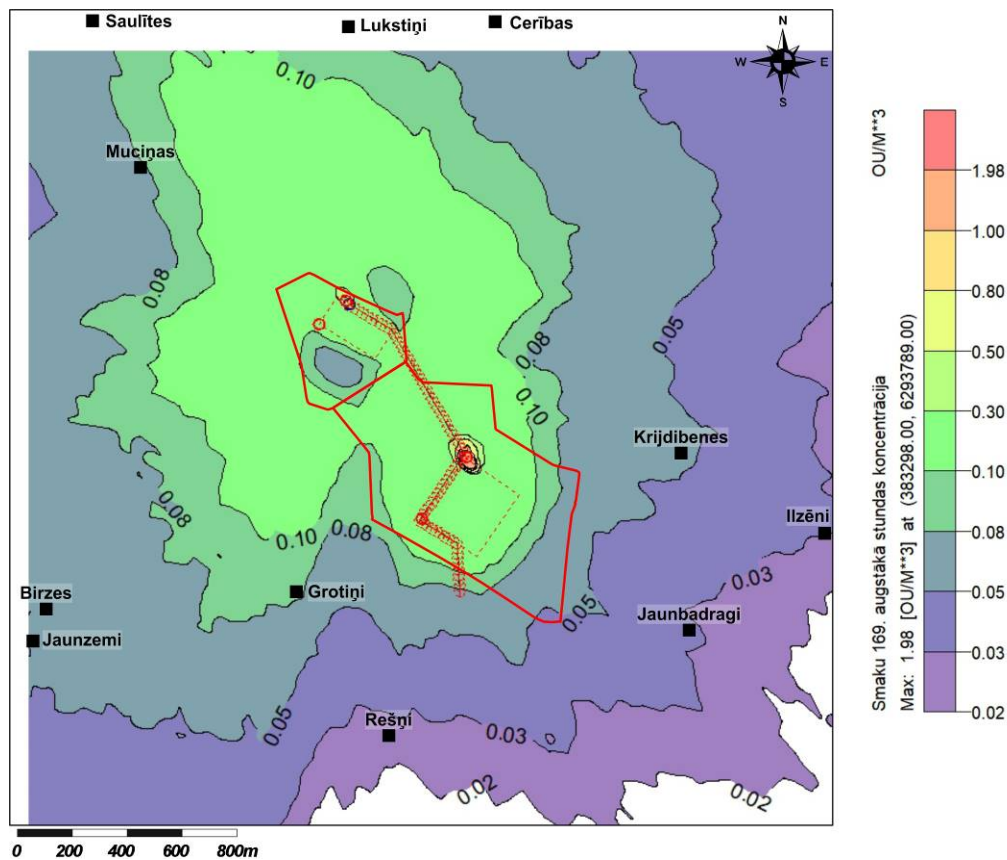 Saulītes
Lukstiņi
Cerības
N
W E
S
0.10
Muciņas
0.08
0.05
0.08
0.10
Krijdibenes
0.08
Ilzēni
0.10
0.08
0.03
Birzes
Grotiņi
0.05
Jaunbadragi
Jaunzemi
0.05
Rešņi
0.03
0.02
0.02
0 200 400 600 800m
OU/M**3
Smaku 169. augstākā stundas koncentrācija
Max: 1.98 [OU/M**3] at (383298.00, 6293789.00)
1.98
1.00
0.80
0.50
0.30
0.10
0.08
0.05
0.03
0.02